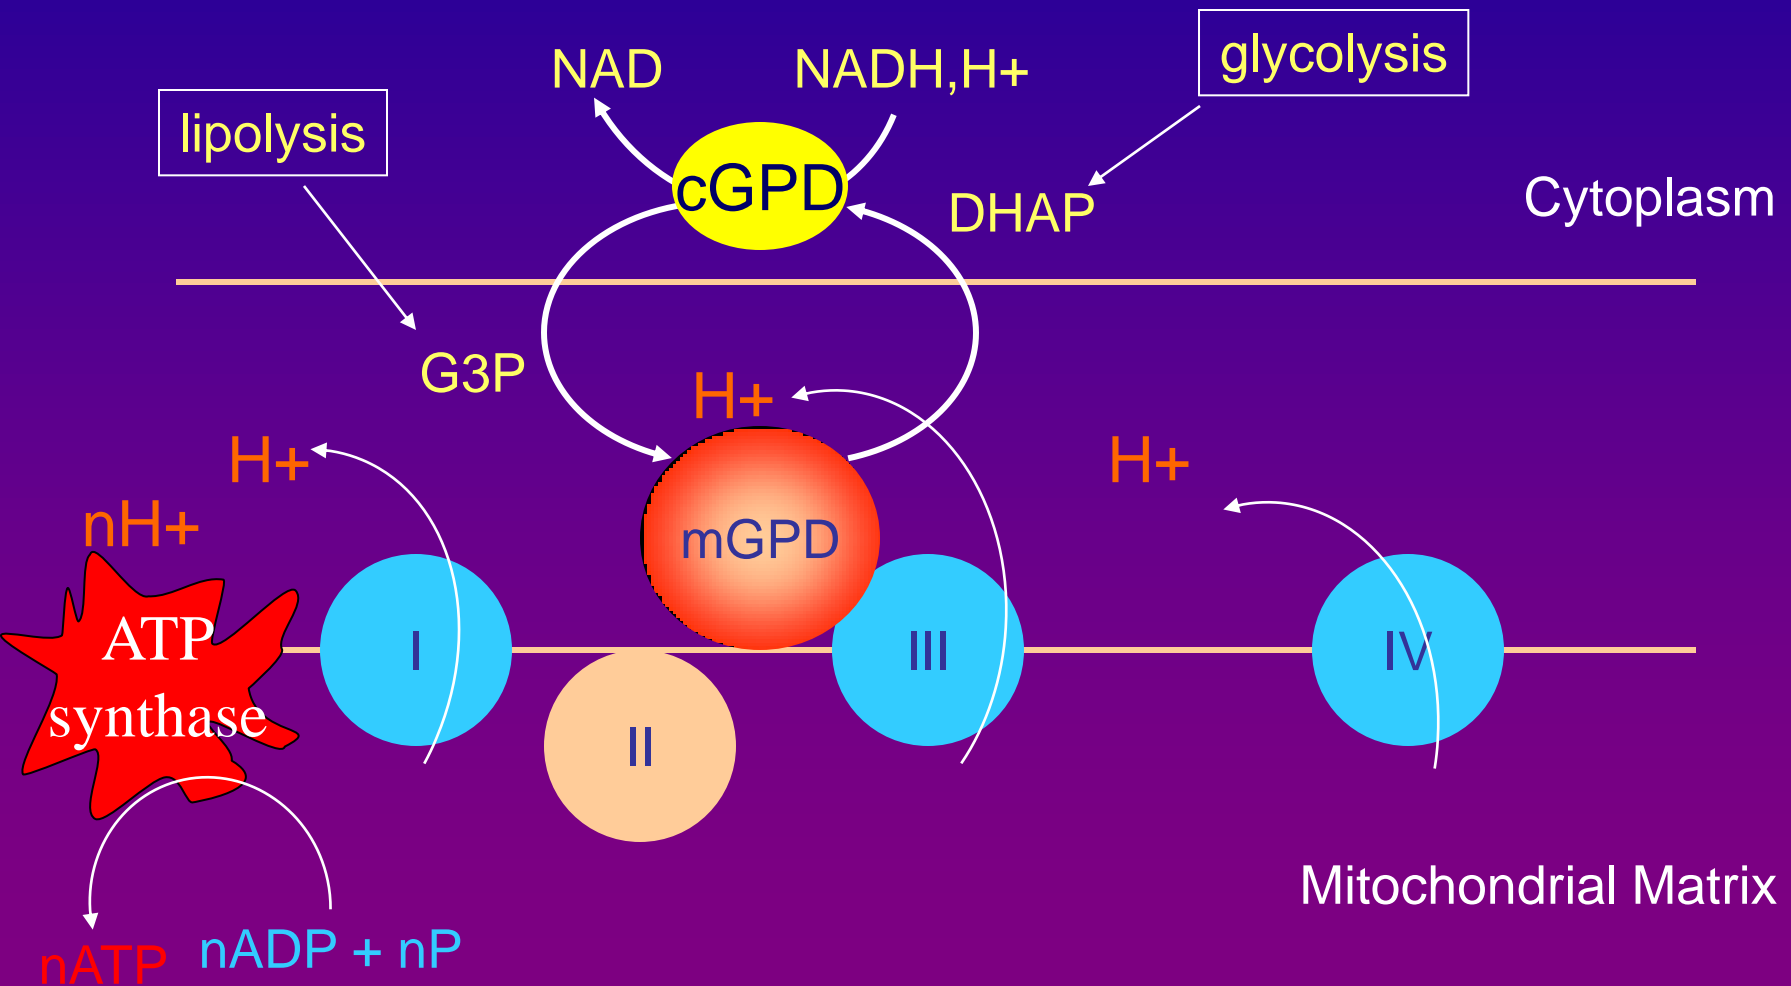 glycolysis
NAD
NADH,H+
lipolysis
cGPD
DHAP
Cytoplasm
G3P
H+
H+
H+
nH+
mGPD
ATP
synthase
I
III
IV
II
Mitochondrial Matrix
nATP
nADP + nP